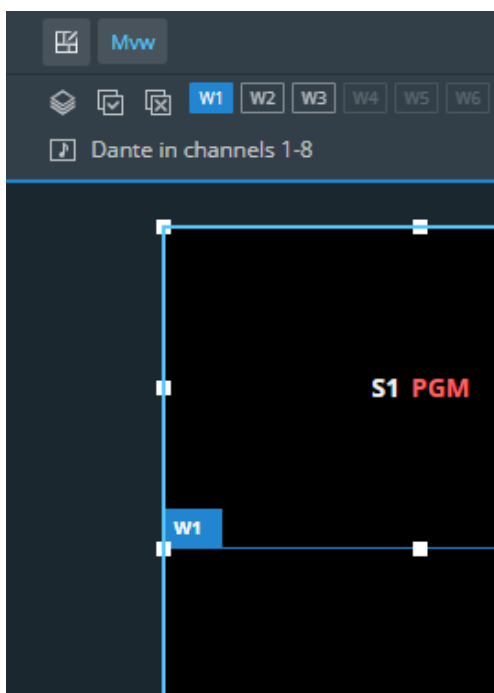 Mvw
W1 W2 W3 W4 W5 W6
Dante in channels 1-8
S1 PGM
W1